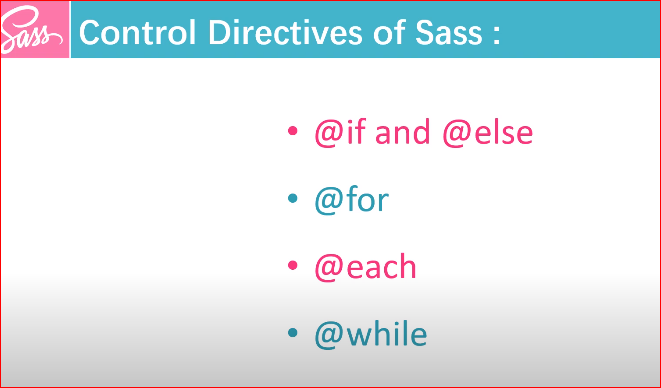 Sass Control Directives of Sass :
• @if and @else
• @for
• @each
• @while